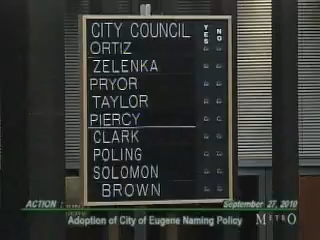 CITY COUNCIL YES NO
ORTIZ
ZELENKA
PRYOR
TAYLOR
PIERCY
CLARK
POLING
SOLOMON
BROWN
ACTION September 27, 2010
Adoption of City of Eugene Naming Policy METRO